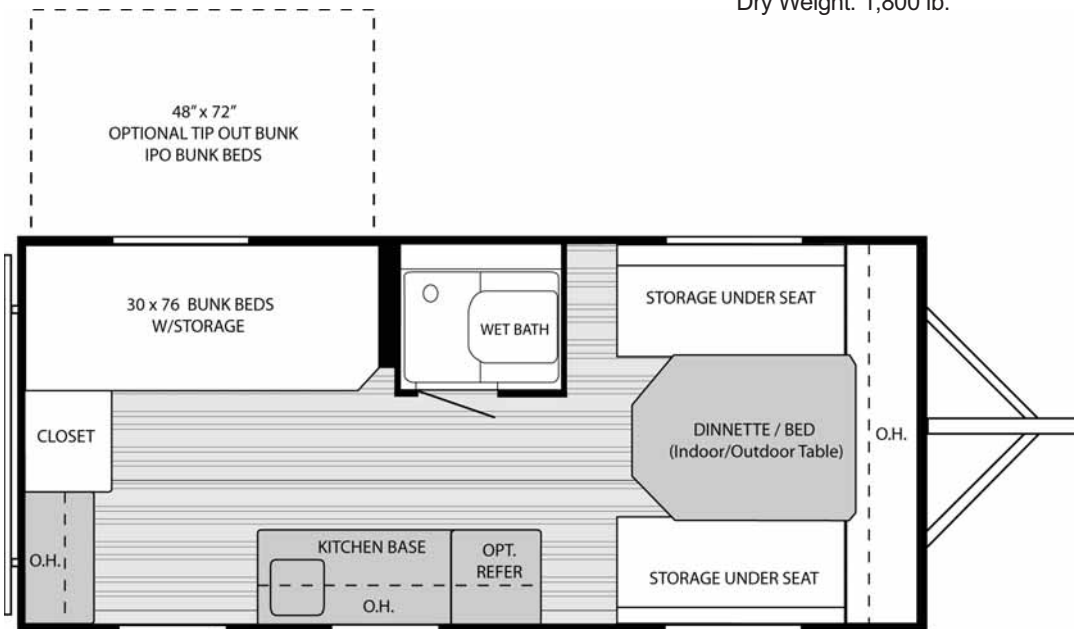 Dry Weight: 1,800 lb.
48" x 72"
OPTIONAL TIP OUT BUNK
IPO BUNK BEDS
30 x 76 BUNK BEDS
W/STORAGE
WET BATH
STORAGE UNDER SEAT
CLOSET
DINNETTE / BED
(Indoor/Outdoor Table)
O.H.
O.H.
KITCHEN BASE
O.H.
OPT.
REFER
STORAGE UNDER SEAT